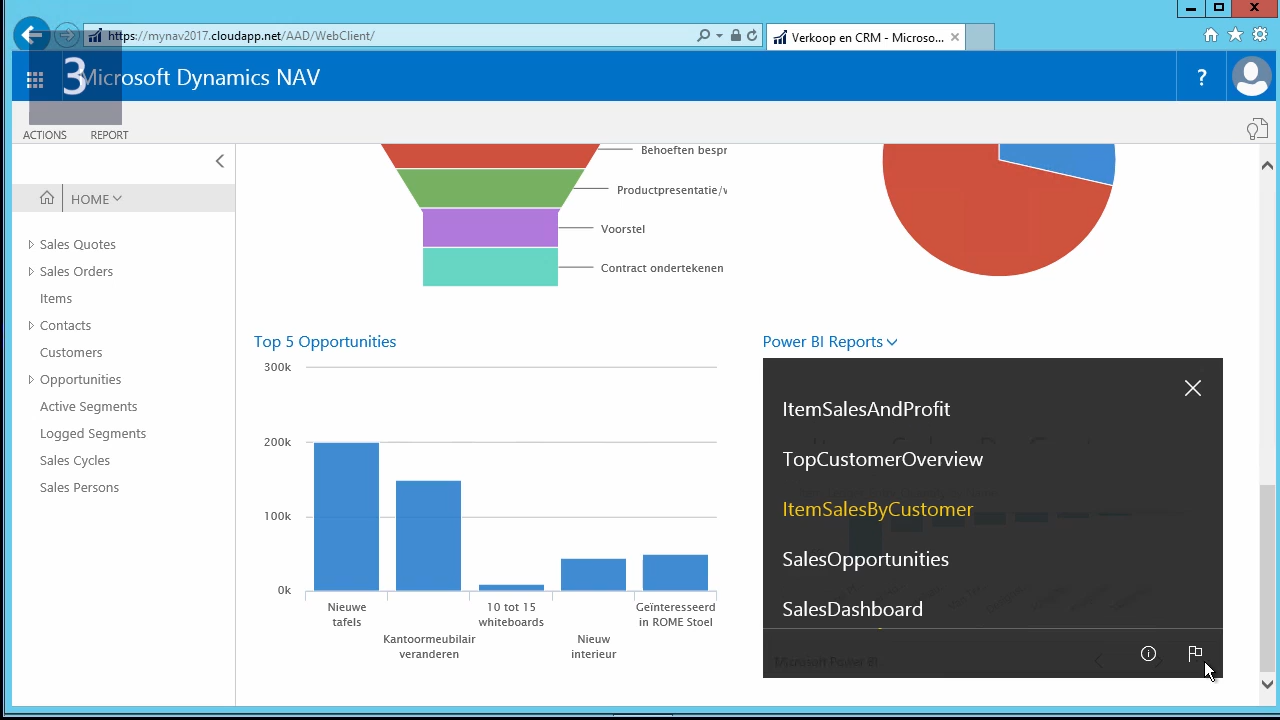 https://mynav2017.cloudapp.net/AAD/WebClient/
Verkoop en CRM - Microso...
3
Microsoft Dynamics NAV
?
ACTIONS
REPORT
HOME
Sales Quotes
Sales Orders
Items
Contacts
Customers
Opportunities
Active Segments
Logged Segments
Sales Cycles
Sales Persons
Behoeften bespr
Productpresentatie/v
Voorstel
Contract ondertekenen
Top 5 Opportunities
300k
200k
100k
0k
Nieuwe
tafels
Kantoormeubilair
veranderen
10 tot 15
whiteboards
Nieuw
interieur
Geïnteresseerd
in ROME Stoel
Power BI Reports
ItemSalesAndProfit
TopCustomerOverview
ItemSalesByCustomer
SalesOpportunities
SalesDashboard
Microsoft Power BI